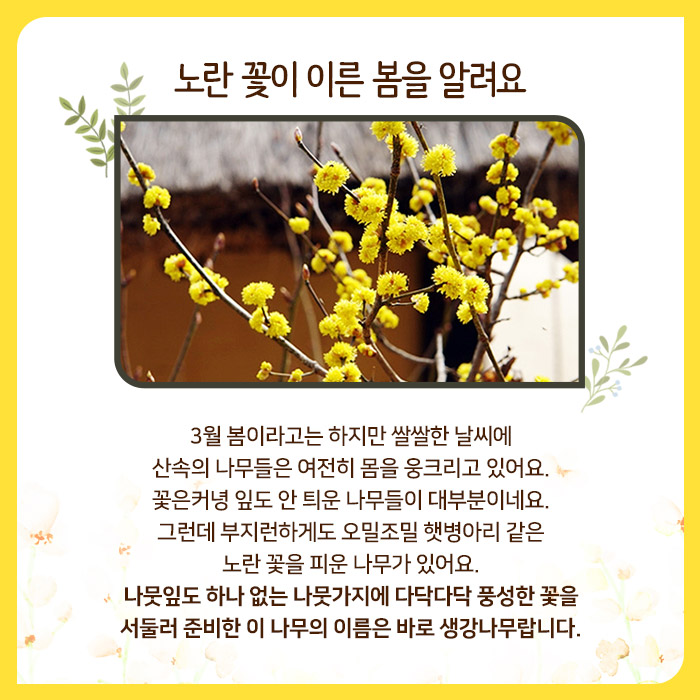 노란 꽃이 이른 봄을 알려요
3월 봄이라고는 하지만 쌀쌀한 날씨에
산속의 나무들은 여전히 몸을 웅크리고 있어요.
꽃은커녕 잎도 안 틔운 나무들이 대부분이네요.
그런데 부지런하게도 오밀조밀 햇병아리 같은
노란 꽃을 피운 나무가 있어요.
나뭇잎도 하나 없는 나뭇가지에 다닥다닥 풍성한 꽃을
서둘러 준비한 이 나무의 이름은 바로 생강나무랍니다.